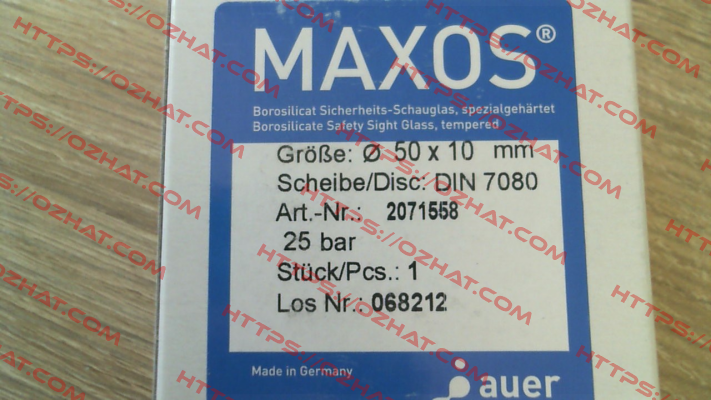 MAXOS®
Borosilicat Sicherheits-Schauglas, spezialgehärtet
Borosilicate Safety Sight Glass, tempered
Größe: Ø 50 x 10 mm
Scheibe/Disc: DIN 7080
Art.-Nr.: 2071558
25 bar
Stück/Pcs.: 1
Los Nr.: 068212
Made in Germany
auer
HTTPS://OZHAT.COM